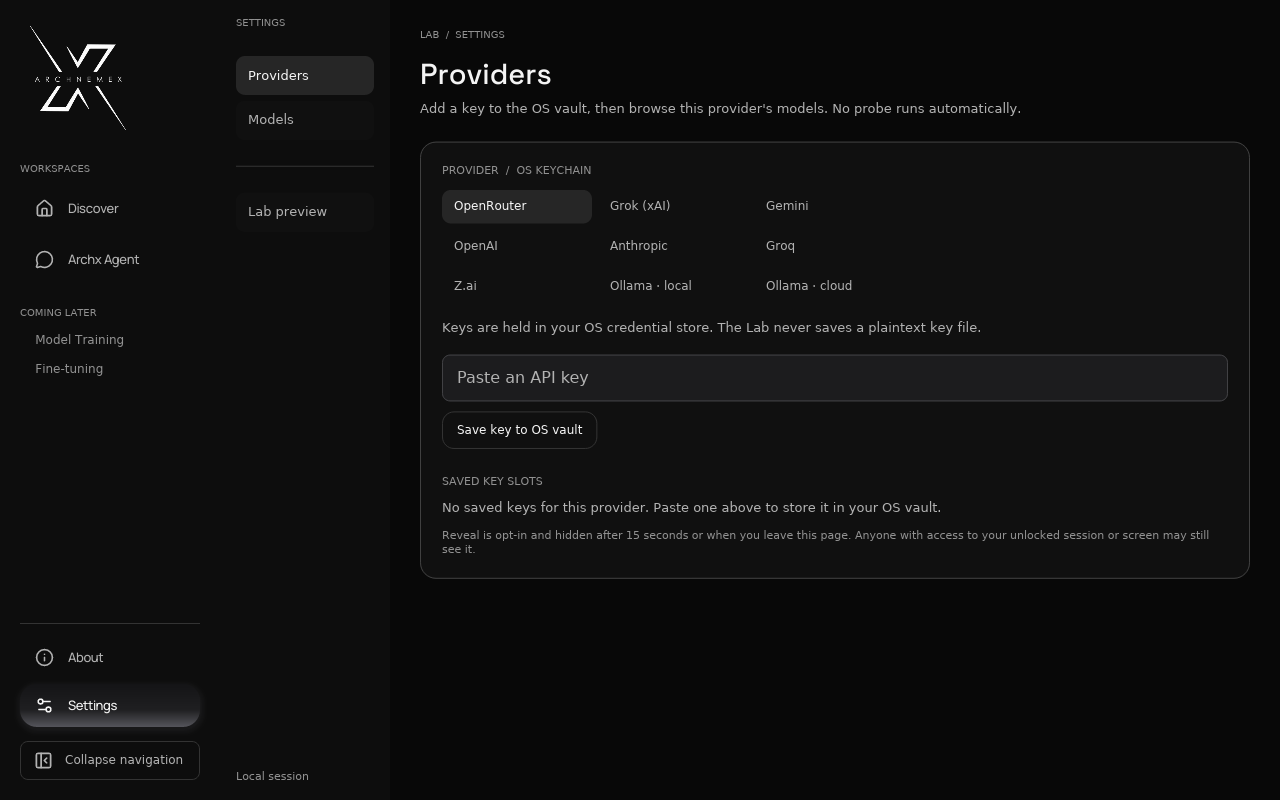 ARCHNEMEX
WORKSPACES
Discover
Archx Agent
COMING LATER
Model Training
Fine-tuning
About
Settings
Collapse navigation
SETTINGS
Providers
Models
Lab preview
Local session
LAB / SETTINGS
Providers
Add a key to the OS vault, then browse this provider's models. No probe runs automatically.
PROVIDER / OS KEYCHAIN
OpenRouter Grok (xAI) Gemini
OpenAI Anthropic Groq
Z.ai Ollama · local Ollama · cloud
Keys are held in your OS credential store. The Lab never saves a plaintext key file.
Paste an API key
Save key to OS vault
SAVED KEY SLOTS
No saved keys for this provider. Paste one above to store it in your OS vault.
Reveal is opt-in and hidden after 15 seconds or when you leave this page. Anyone with access to your unlocked session or screen may still
see it.